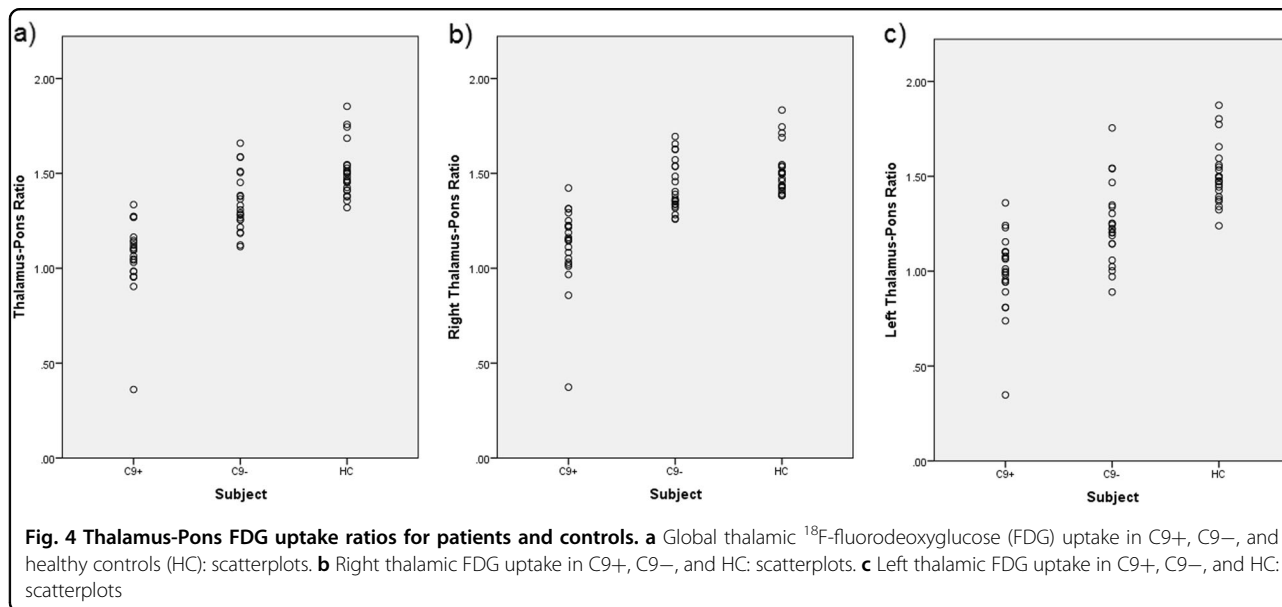 a)
2.00
1.50
1.00
.50
.00
Thalamus-Pons Ratio
C9+ C9- HC
Subject
b)
2.00
1.50
1.00
.50
.00
Right Thalamus-Pons Ratio
C9+ C9- HC
Subject
c)
2.00
1.50
1.00
.50
.00
Left Thalamus-Pons Ratio
C9+ C9- HC
Subject
Fig. 4 Thalamus-Pons FDG uptake ratios for patients and controls. a Global thalamic ¹⁸F-fluorodeoxyglucose (FDG) uptake in C9+, C9−, and
healthy controls (HC): scatterplots. b Right thalamic FDG uptake in C9+, C9−, and HC: scatterplots. c Left thalamic FDG uptake in C9+, C9−, and HC:
scatterplots